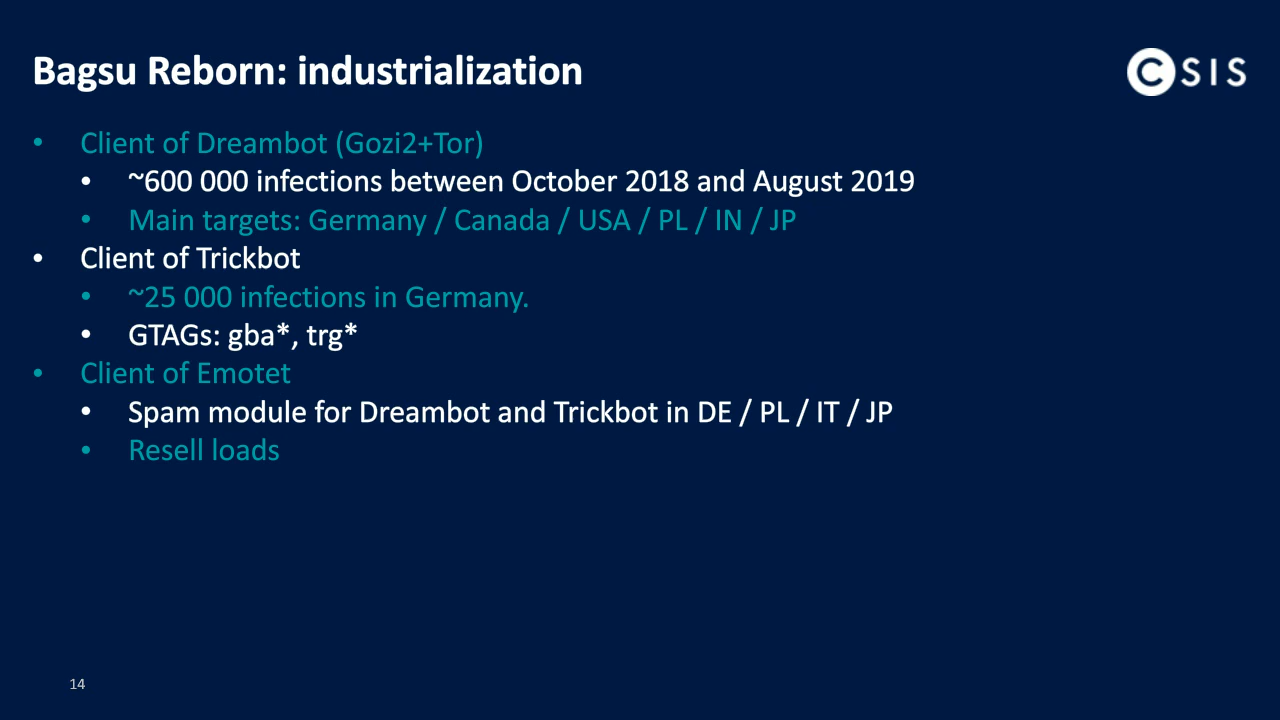 Bagsu Reborn: industrialization
CSIS
• Client of Dreambot (Gozi2+Tor)
• ~600 000 infections between October 2018 and August 2019
• Main targets: Germany / Canada / USA / PL / IN / JP
• Client of Trickbot
• ~25 000 infections in Germany.
• GTAGs: gba*, trg*
• Client of Emotet
• Spam module for Dreambot and Trickbot in DE / PL / IT / JP
• Resell loads
14